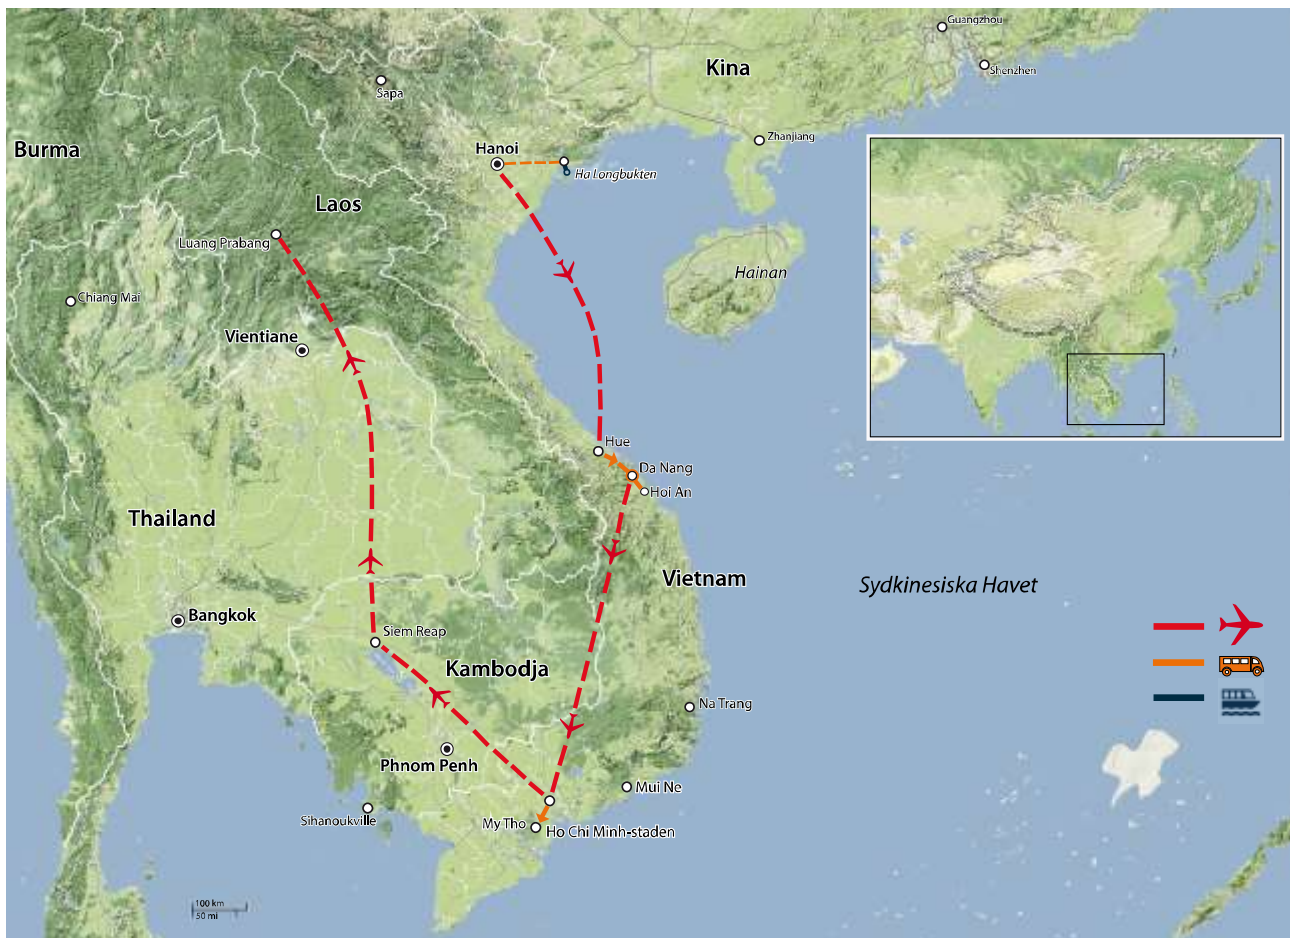 Guangzhou
Kina
Shenzhen
Sapa
Zhanjiang
Burma
Hanoi
Ha Longbukten
Laos
Luang Prabang
Hainan
Chiang Mai
Vientiane
Hue
Da Nang
Hoi An
Thailand
Vietnam
Sydkinesiska Havet
Bangkok
Siem Reap
Kambodja
Na Trang
Phnom Penh
Mui Ne
Sihanoukville
My Tho
Ho Chi Minh-staden
100 km
50 mi